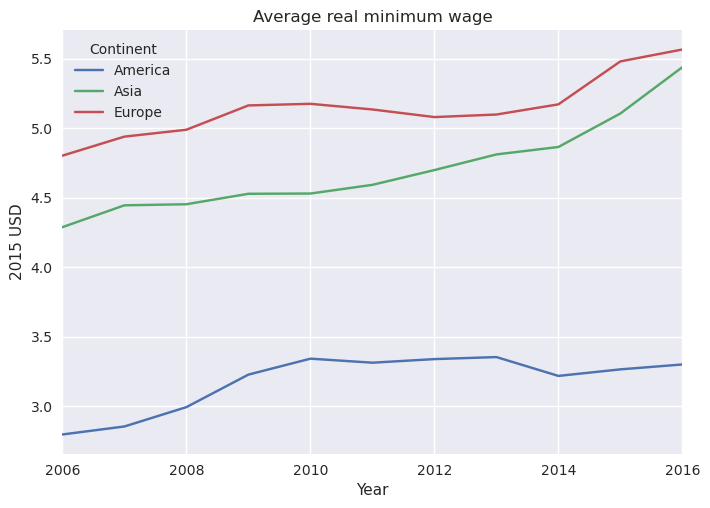 Average real minimum wage
Continent
America
Asia
Europe
5.5
5.0
4.5
4.0
3.5
3.0
2015 USD
2006 2008 2010 2012 2014 2016
Year